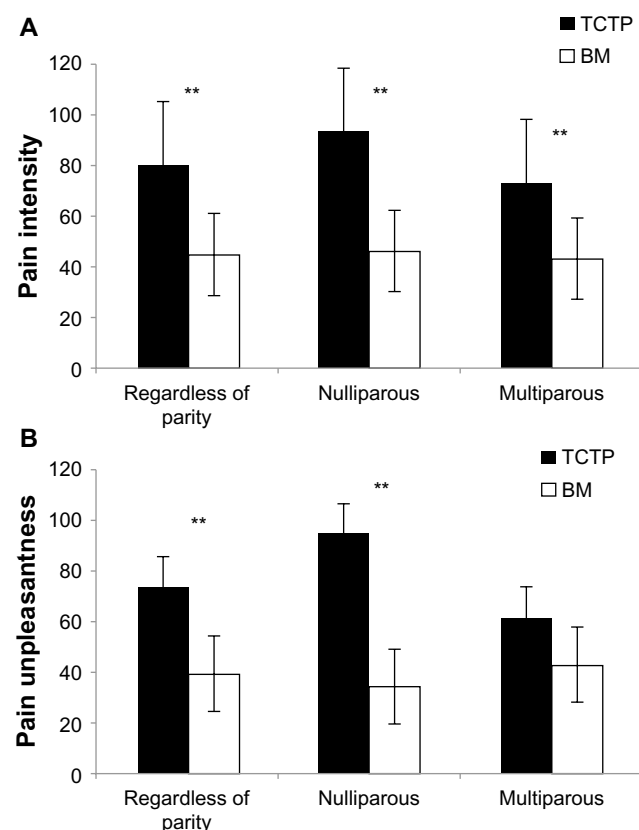 A
TCTP
BM
120
100
80
60
40
20
0
Pain intensity
**
**
**
Regardless of
parity
Nulliparous
Multiparous
B
TCTP
BM
120
100
80
60
40
20
0
Pain unpleasantness
**
**
Regardless of
parity
Nulliparous
Multiparous